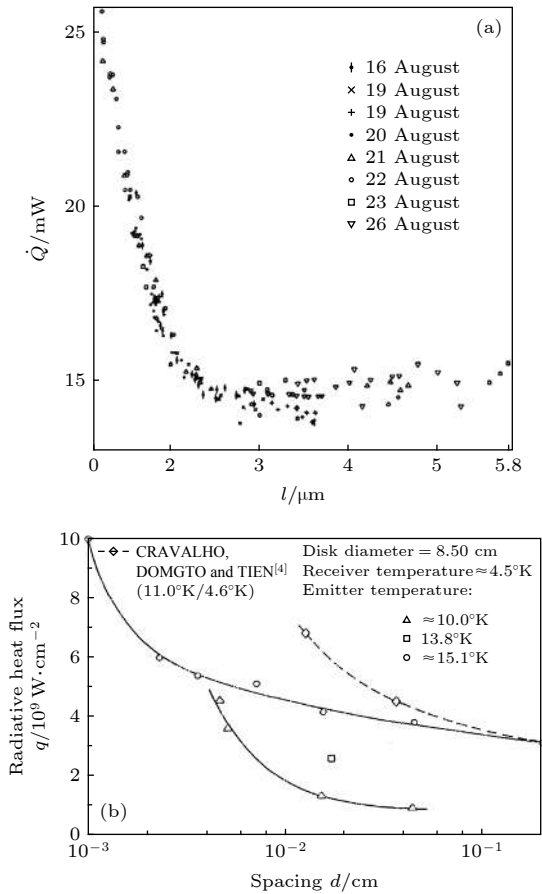 (a)
25
20
15
Q̇/mW
16 August
19 August
19 August
20 August
21 August
22 August
23 August
26 August
0 2 3 4 5 5.8
l/μm
10
8
6
4
2
0
Radiative heat flux
q/10⁹ W·cm⁻²
CRAVALHO,
DOMGTO and TIEN[4]
(11.0°K/4.6°K)
Disk diameter = 8.50 cm
Receiver temperature≈4.5°K
Emitter temperature:
≈10.0°K
13.8°K
≈15.1°K
(b)
10⁻³ 10⁻² 10⁻¹
Spacing d/cm